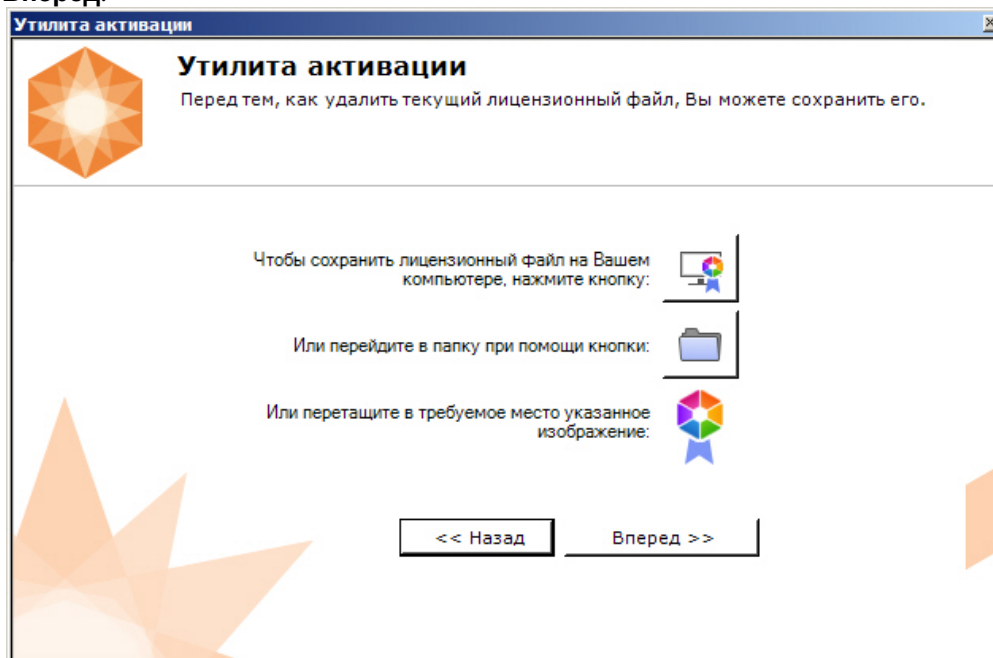 Вперед.
Утилита активации
Утилита активации
Перед тем, как удалить текущий лицензионный файл, Вы можете сохранить его.
Чтобы сохранить лицензионный файл на Вашем
компьютере, нажмите кнопку:
Или перейдите в папку при помощи кнопки:
Или перетащите в требуемое место указанное
изображение:
<< Назад
Вперед >>